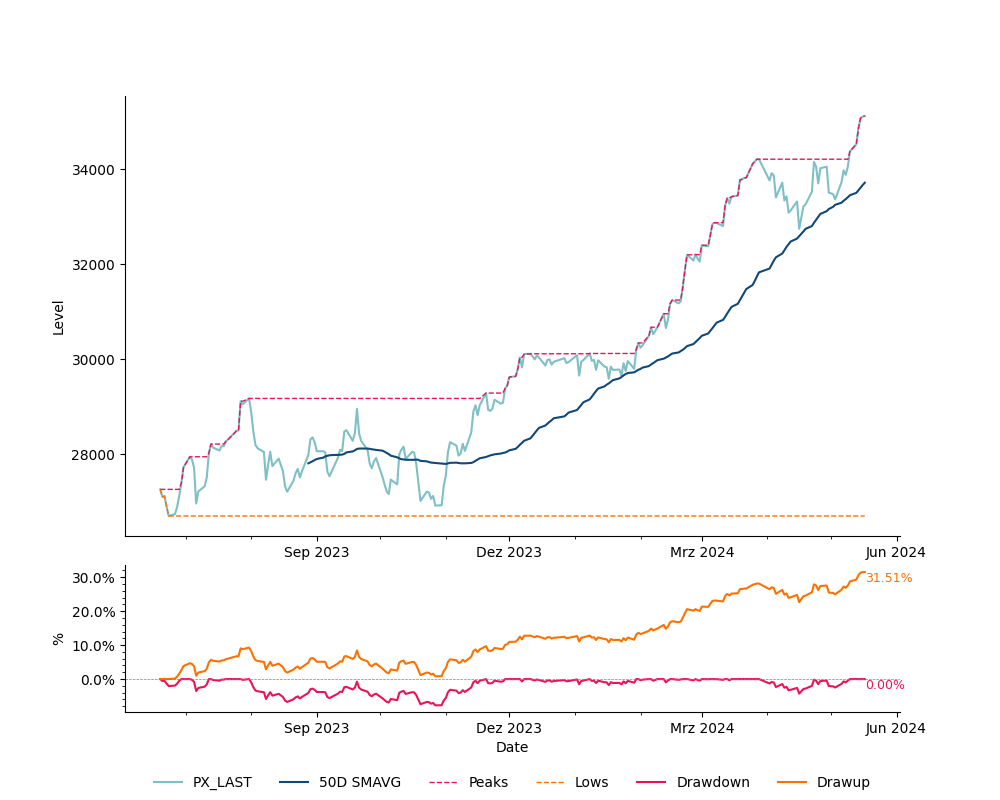 34000
32000
30000
28000
Level
Sep 2023 Dez 2023 Mrz 2024 Jun 2024
30.0%
20.0%
10.0%
0.0%
%
31.51%
0.00%
Sep 2023 Dez 2023 Mrz 2024 Jun 2024
Date
PX_LAST 50D SMAVG Peaks Lows Drawdown Drawup